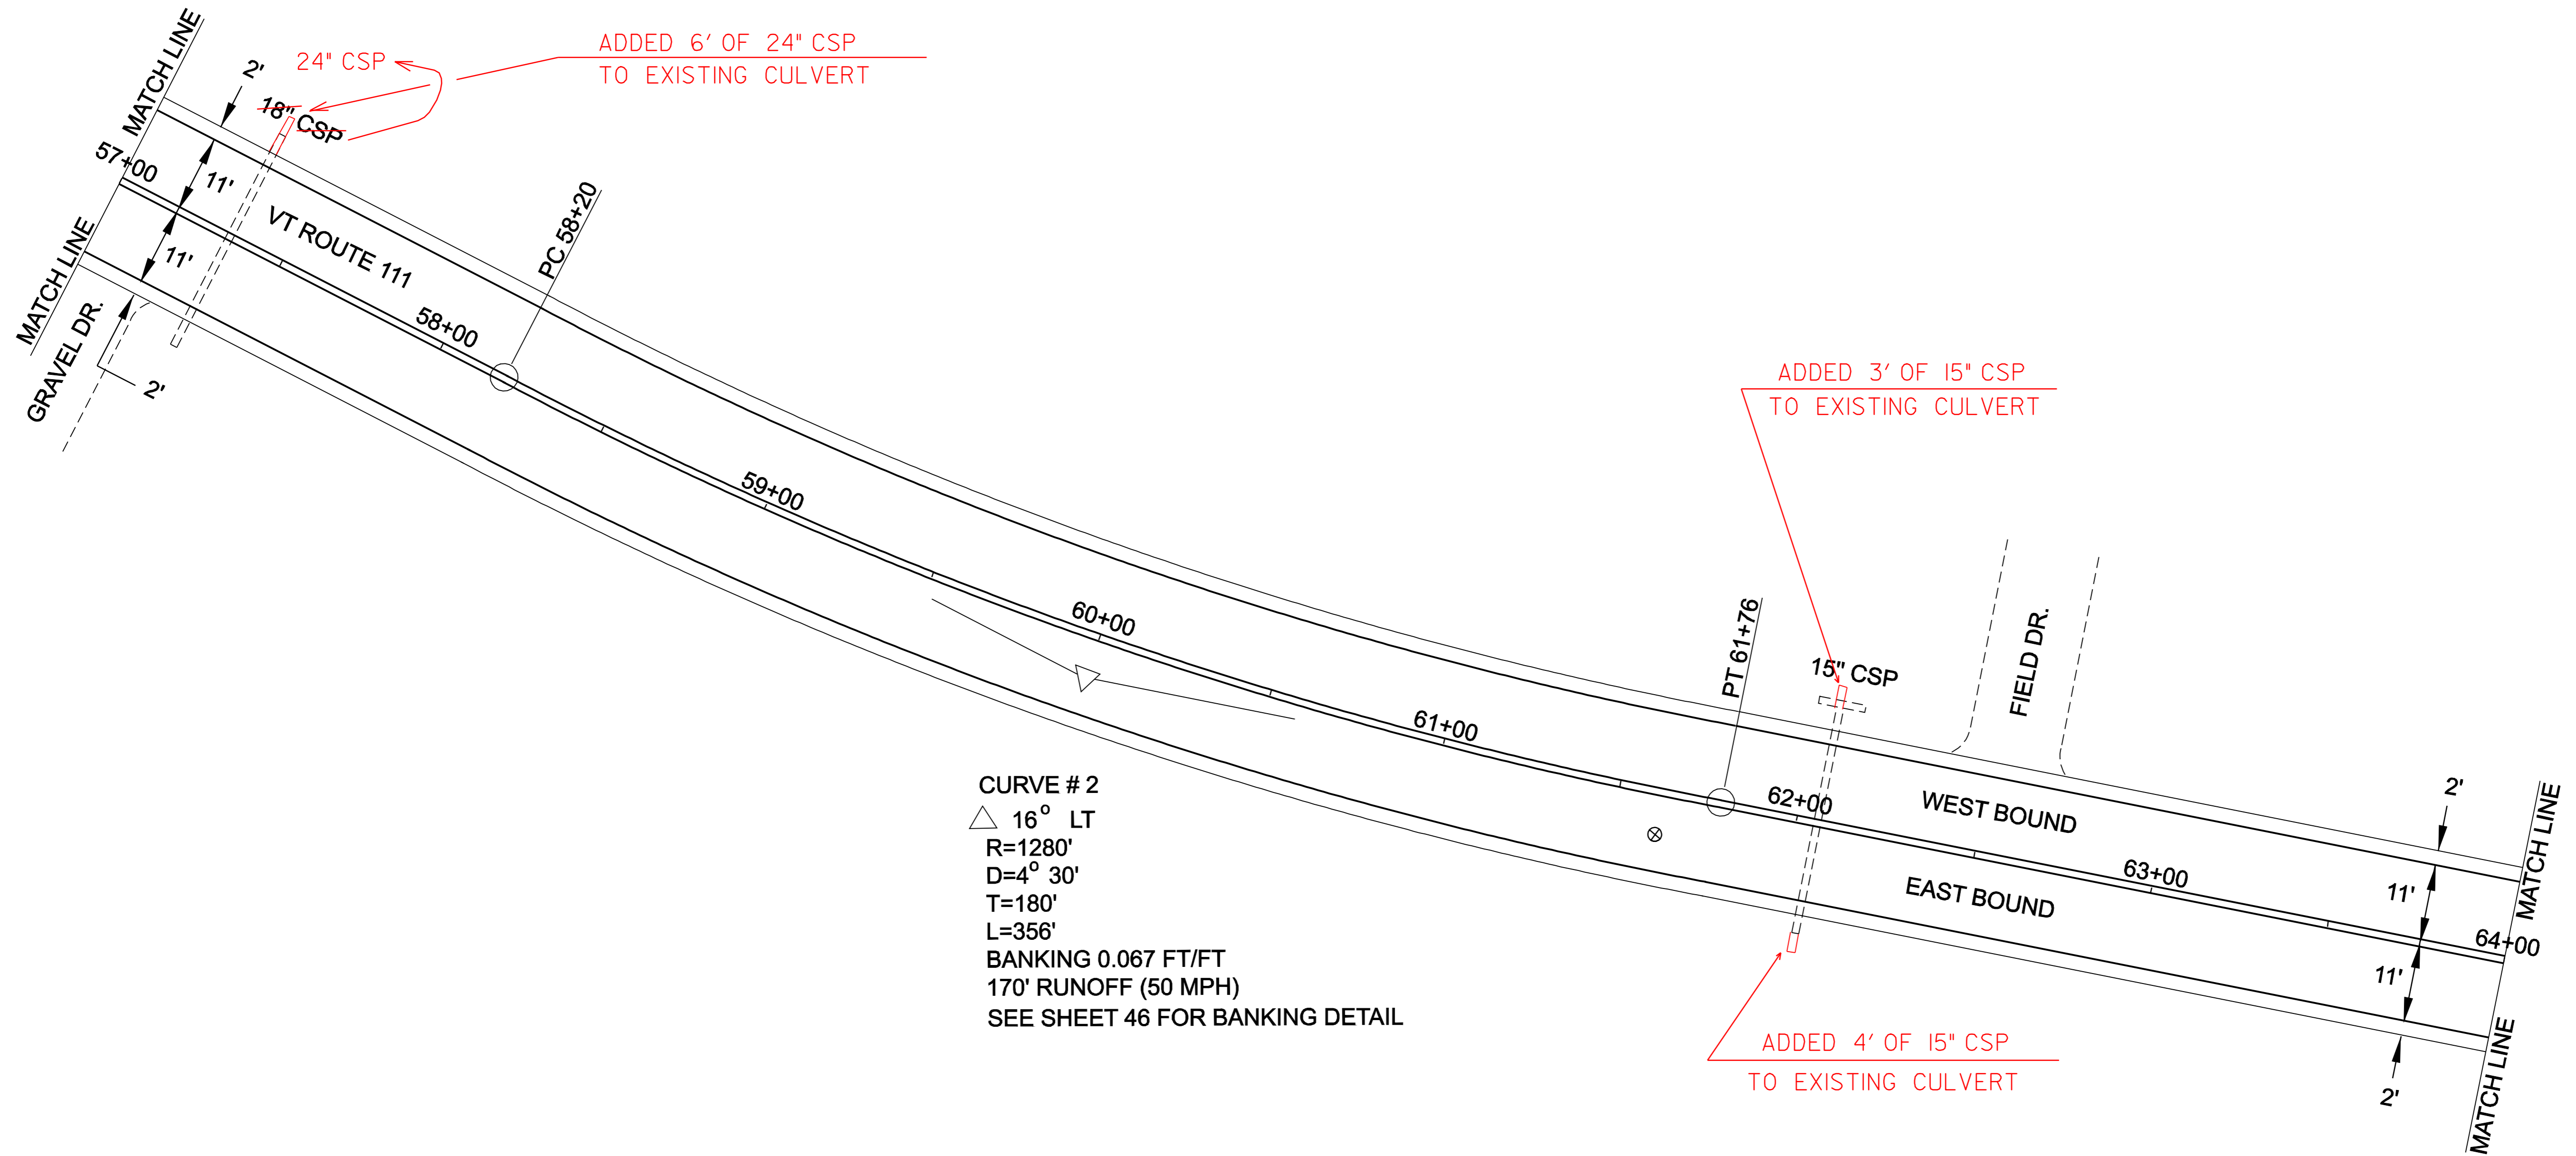 MATCH LINE
2'
24" CSP
ADDED 6' OF 24" CSP
TO EXISTING CULVERT
18" CSP
57+00
11'
11'
VT ROUTE 111
MATCH LINE
GRAVEL DR.
2'
58+00
PC 58+20
59+00
60+00
61+00
PT 61+76
ADDED 3' OF 15" CSP
TO EXISTING CULVERT
15" CSP
FIELD DR.
62+00
WEST BOUND
EAST BOUND
63+00
2'
11'
11'
64+00
MATCH LINE
2'
MATCH LINE
ADDED 4' OF 15" CSP
TO EXISTING CULVERT
CURVE # 2
△ 16° LT
R=1280'
D=4° 30'
T=180'
L=356'
BANKING 0.067 FT/FT
170' RUNOFF (50 MPH)
SEE SHEET 46 FOR BANKING DETAIL